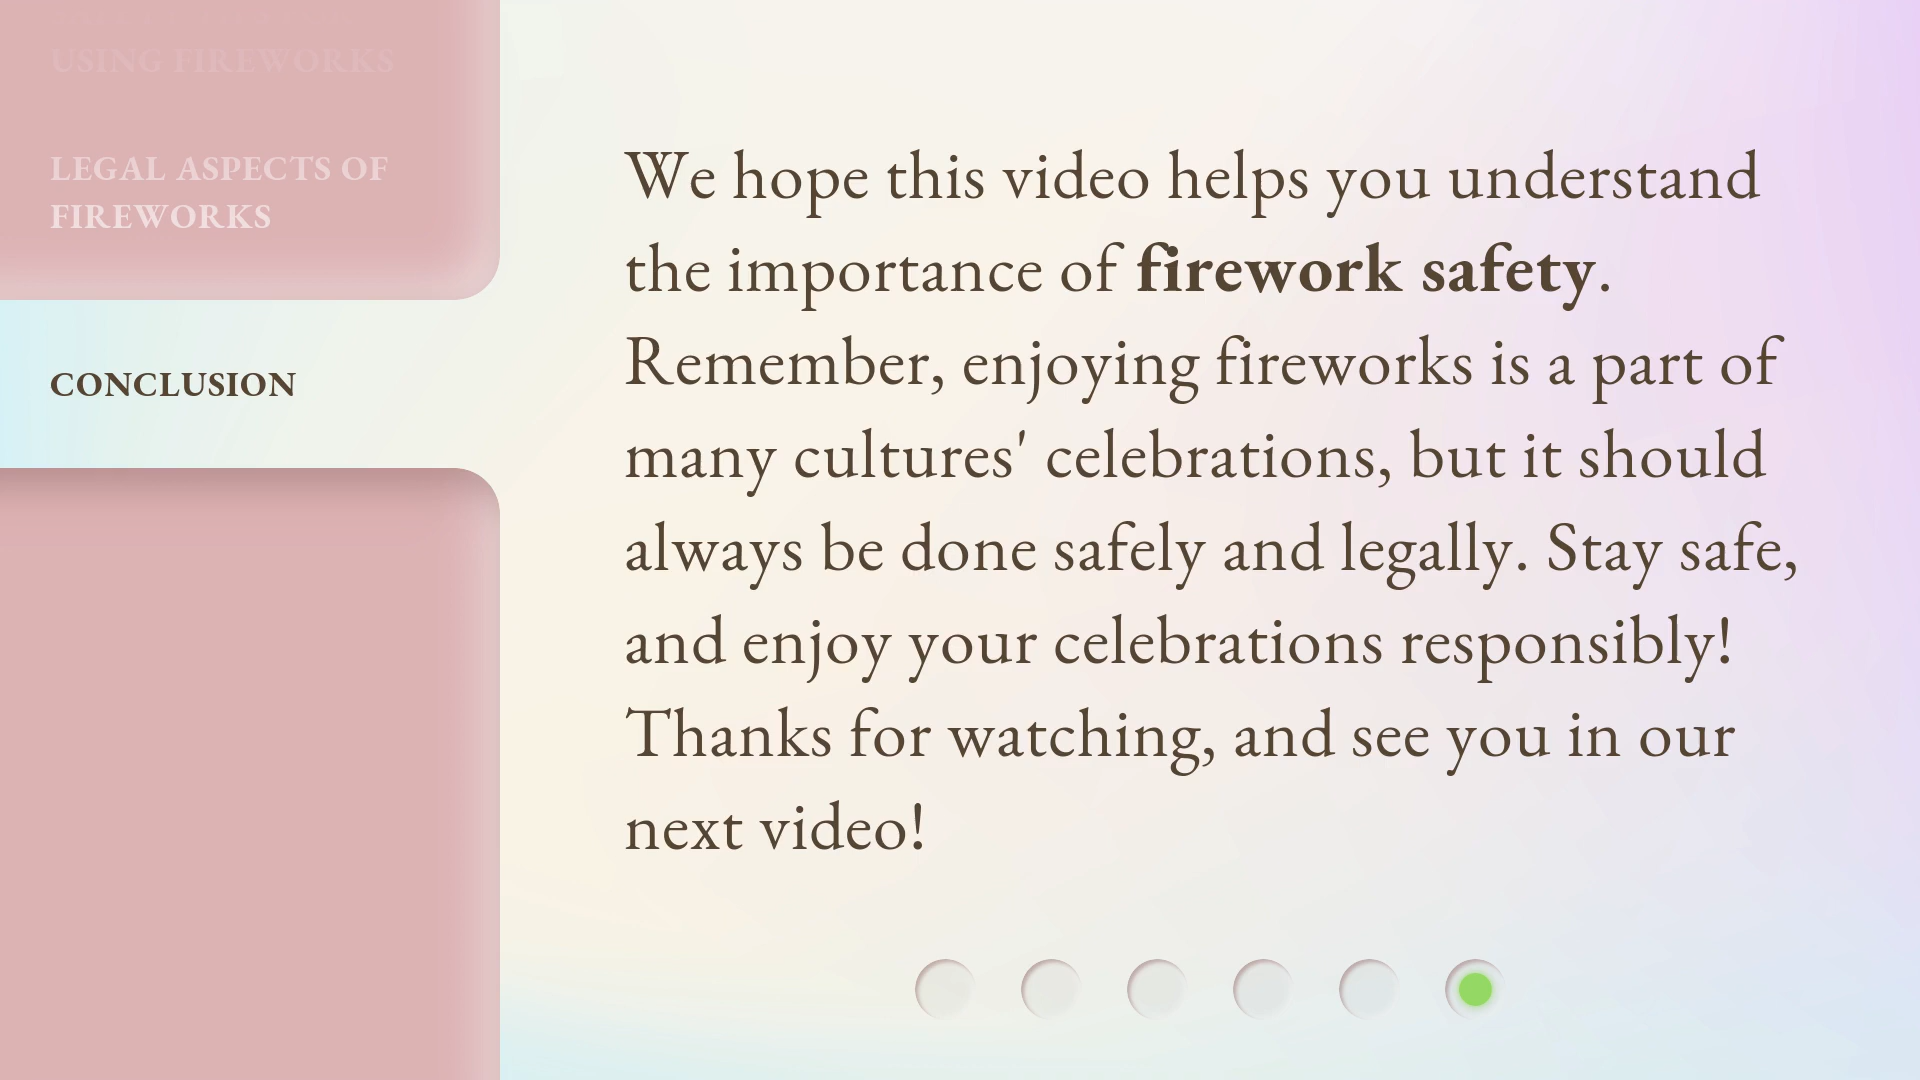 USING FIREWORKS
LEGAL ASPECTS OF
FIREWORKS
CONCLUSION
We hope this video helps you understand
the importance of firework safety.
Remember, enjoying fireworks is a part of
many cultures' celebrations, but it should
always be done safely and legally. Stay safe,
and enjoy your celebrations responsibly!
Thanks for watching, and see you in our
next video!